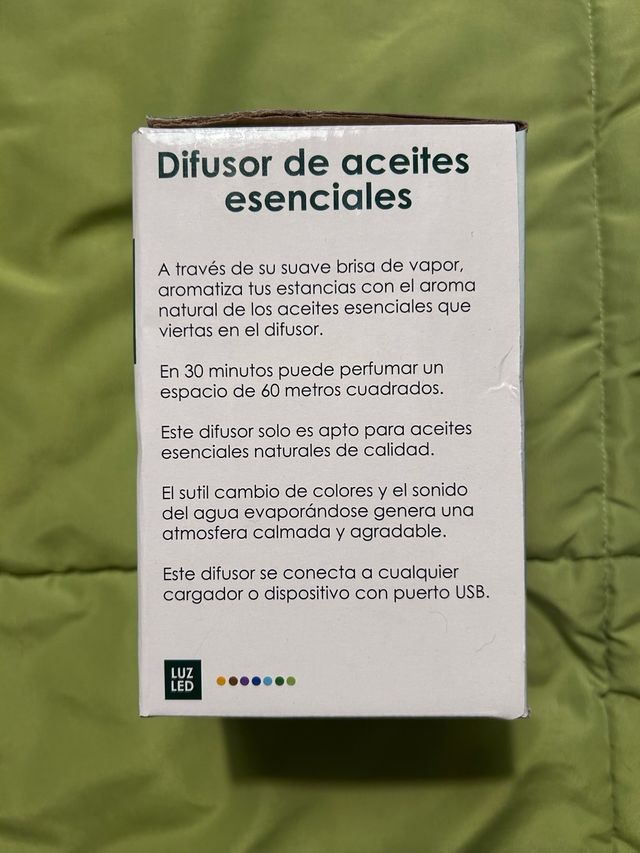 Difusor de aceites
esenciales
A través de su suave brisa de vapor,
aromatiza tus estancias con el aroma
natural de los aceites esenciales que
viertas en el difusor.
En 30 minutos puede perfumar un
espacio de 60 metros cuadrados.
Este difusor solo es apto para aceites
esenciales naturales de calidad.
El sutil cambio de colores y el sonido
del agua evaporándose genera una
atmosfera calmada y agradable.
Este difusor se conecta a cualquier
cargador o dispositivo con puerto USB.
LUZ
LED